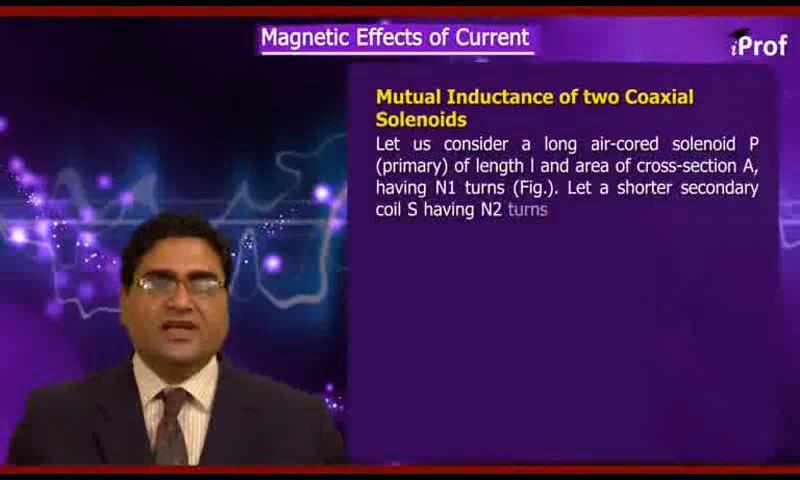 Magnetic Effects of Current
iProf
Mutual Inductance of two Coaxial
Solenoids
Let us consider a long air-cored solenoid P
(primary) of length l and area of cross-section A,
having N1 turns (Fig.). Let a shorter secondary
coil S having N2 turns